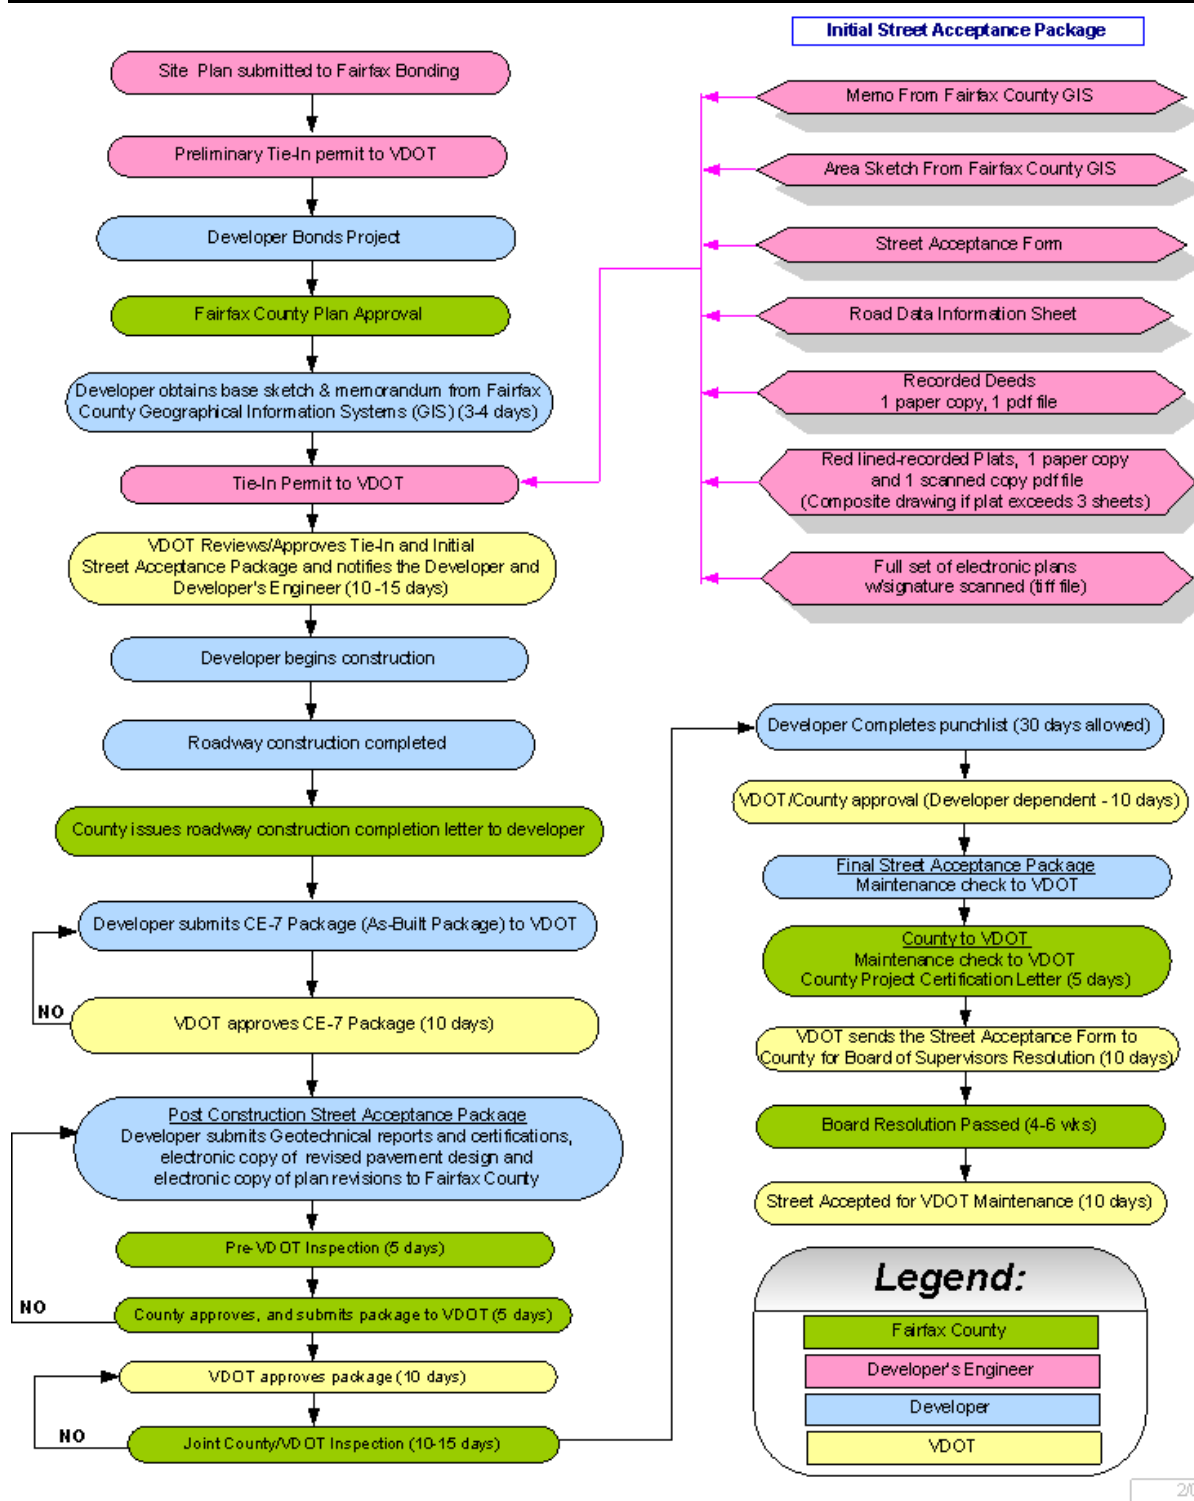 Initial Street Acceptance Package
Site Plan submitted to Fairfax Bonding
Preliminary Tie-In permit to VDOT
Developer Bonds Project
Fairfax County Plan Approval
Developer obtains base sketch & memorandum from Fairfax
County Geographical Information Systems (GIS) (3-4 days)
Tie-In Permit to VDOT
VDOT Reviews/Approves Tie-In and Initial
Street Acceptance Package and notifies the Developer and
Developer's Engineer (10-15 days)
Developer begins construction
Roadway construction completed
County issues roadway construction completion letter to developer
Developer submits CE-7 Package (As-Built Package) to VDOT
NO
VDOT approves CE-7 Package (10 days)
Post Construction Street Acceptance Package
Developer submits Geotechnical reports and certifications,
electronic copy of revised pavement design and
electronic copy of plan revisions to Fairfax County
Pre-VDOT Inspection (5 days)
NO
County approves, and submits package to VDOT (5 days)
VDOT approves package (10 days)
NO
Joint County/VDOT Inspection (10-15 days)
Memo From Fairfax County GIS
Area Sketch From Fairfax County GIS
Street Acceptance Form
Road Data Information Sheet
Recorded Deeds
1 paper copy, 1 pdf file
Red lined-recorded Plats, 1 paper copy
and 1 scanned copy pdf file
(Composite drawing if plat exceeds 3 sheets)
Full set of electronic plans
w/signature scanned (tiff file)
Developer Completes punchlist (30 days allowed)
VDOT/County approval (Developer dependent - 10 days)
Final Street Acceptance Package
Maintenance check to VDOT
County to VDOT
Maintenance check to VDOT
County Project Certification Letter (5 days)
VDOT sends the Street Acceptance Form to
County for Board of Supervisors Resolution (10 days)
Board Resolution Passed (4-6 wks)
Street Accepted for VDOT Maintenance (10 days)
Legend:
Fairfax County
Developer's Engineer
Developer
VDOT